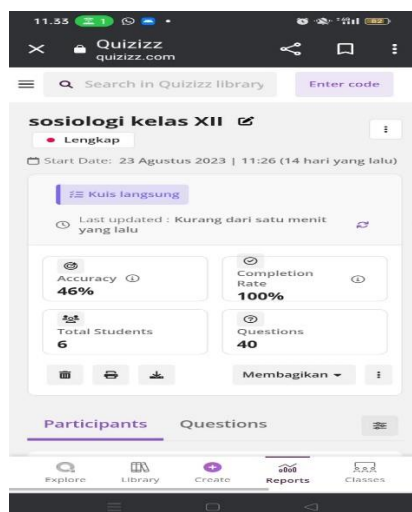 11.33 1 82
Quizizz
quizizz.com
Search in Quizizz library Enter code
sosiologi kelas XII
Lengkap
Start Date: 23 Agustus 2023 | 11:26 (14 hari yang lalu)
Kuis langsung
Last updated : Kurang dari satu menit
yang lalu
Accuracy
46%
Completion
Rate
100%
Total Students
6
Questions
40
Membagikan
Participants Questions
Explore Library Create Reports Classes